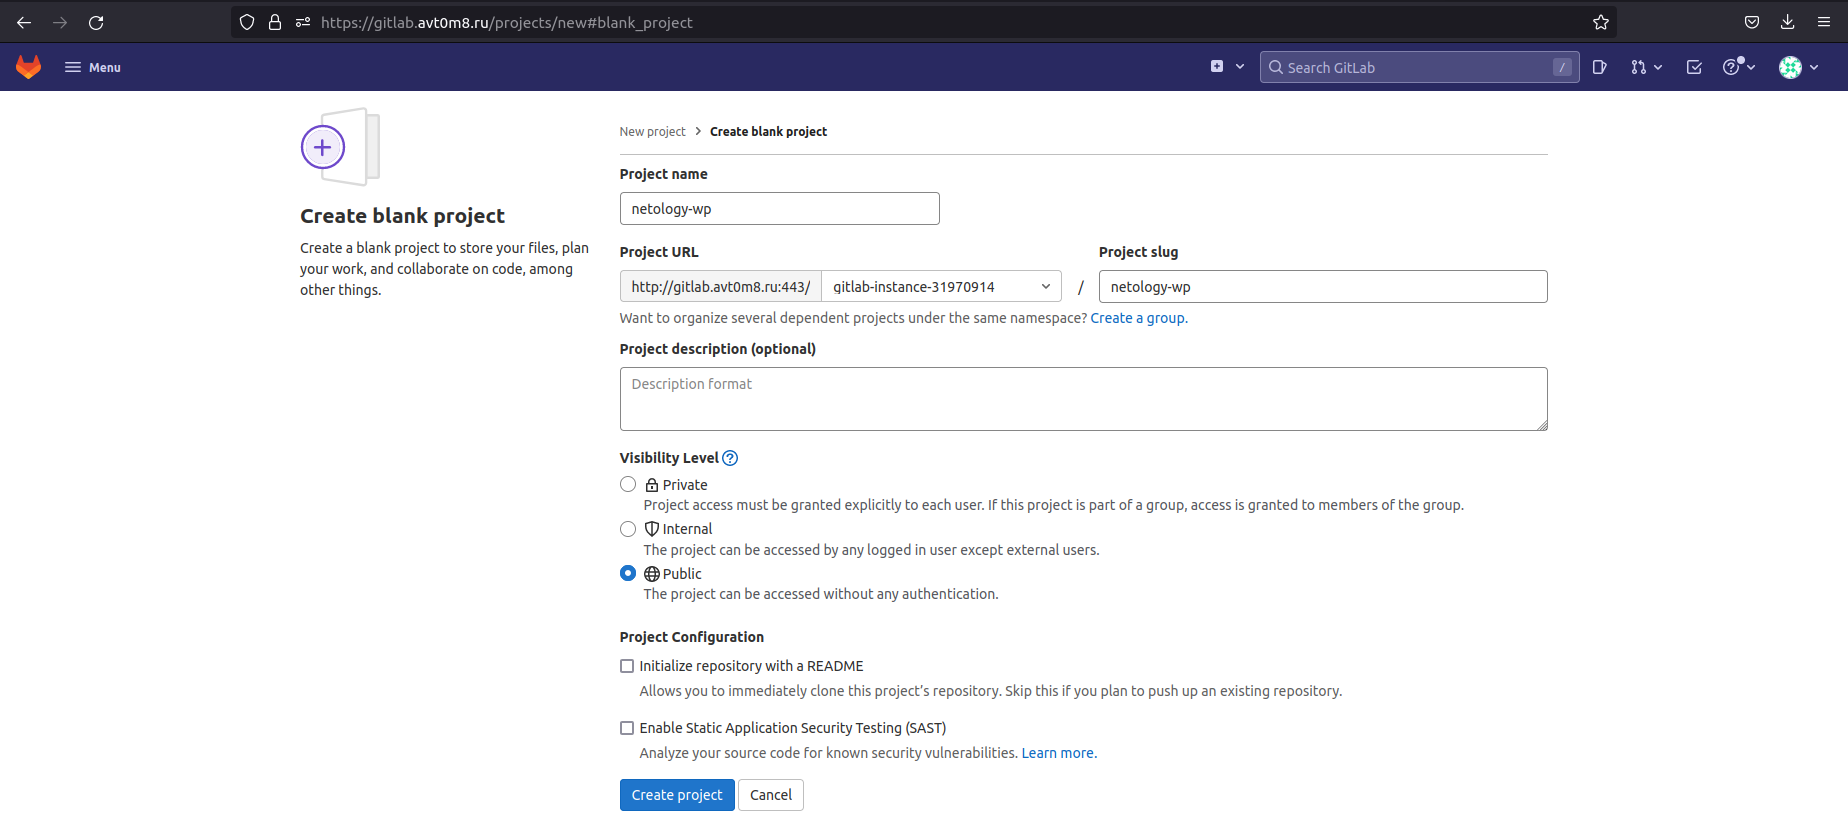 https://gitlab.avt0m8.ru/projects/new#blank_project
Menu
Search GitLab
/
New project > Create blank project
Create blank project
Create a blank project to store your files, plan
your work, and collaborate on code, among
other things.
Project name
netology-wp
Project URL
Project slug
http://gitlab.avt0m8.ru:443/ gitlab-instance-31970914 / netology-wp
Want to organize several dependent projects under the same namespace? Create a group.
Project description (optional)
Description format
Visibility Level
Private
Project access must be granted explicitly to each user. If this project is part of a group, access is granted to members of the group.
Internal
The project can be accessed by any logged in user except external users.
Public
The project can be accessed without any authentication.
Project Configuration
Initialize repository with a README
Allows you to immediately clone this project’s repository. Skip this if you plan to push up an existing repository.
Enable Static Application Security Testing (SAST)
Analyze your source code for known security vulnerabilities. Learn more.
Create project Cancel